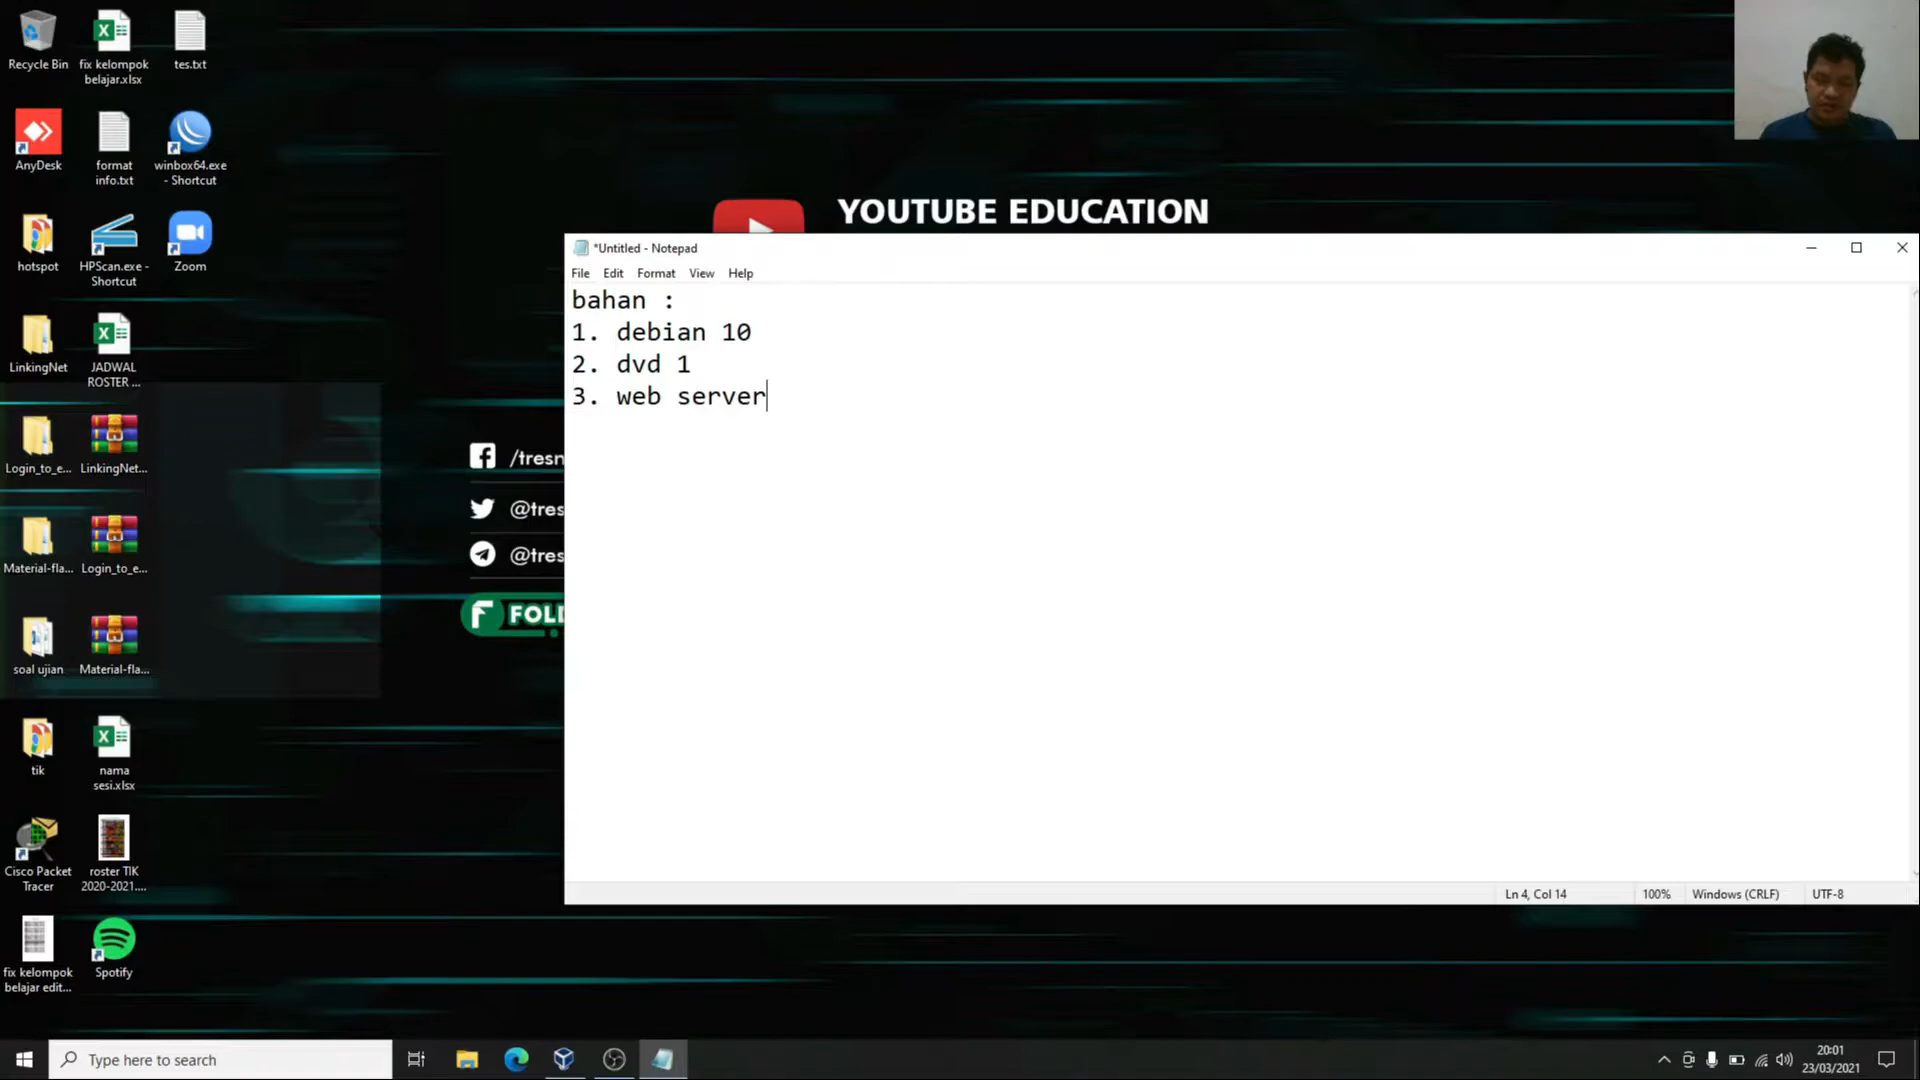 Recycle Bin
fix kelompok
belajar.xlsx
tes.txt
AnyDesk
format
info.txt
winbox64.exe
- Shortcut
hotspot
HPScan.exe -
Shortcut
Zoom
LinkingNet
JADWAL
ROSTER ...
Login_to_e...
LinkingNet...
Material-fla...
Login_to_e...
soal ujian
Material-fla...
tik
nama
sesi.xlsx
Cisco Packet
Tracer
roster TIK
2020-2021....
fix kelompok
belajar edit...
Spotify
YOUTUBE EDUCATION
/tresn
@tres
@tres
FOLL
*Untitled - Notepad
File Edit Format View Help
bahan :
1. debian 10
2. dvd 1
3. web server
Ln 4, Col 14 100% Windows (CRLF) UTF-8
Type here to search
20:01
23/03/2021